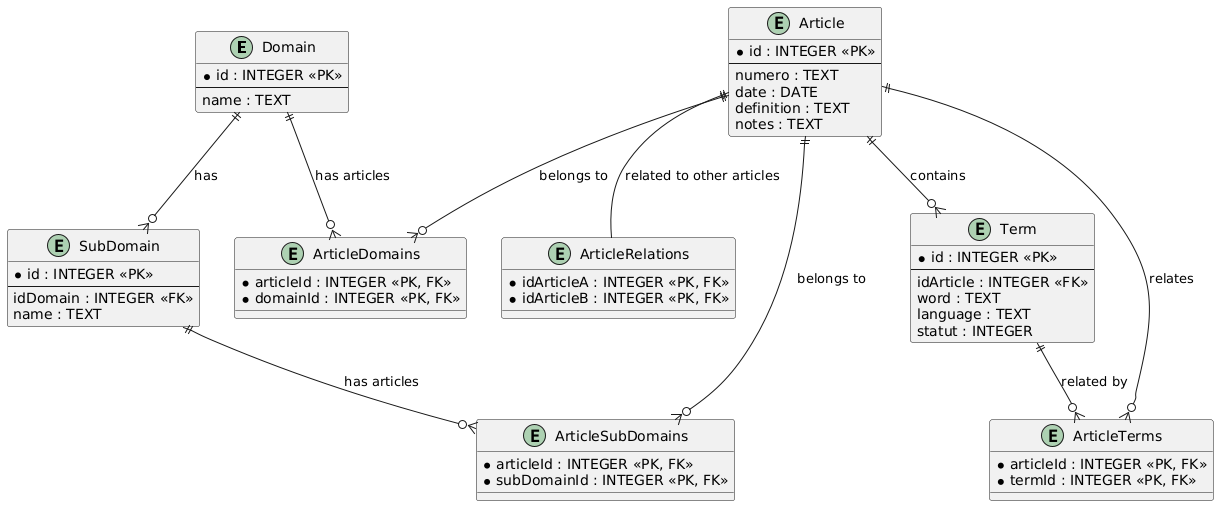 E Domain
* id : INTEGER «PK»
name : TEXT
E Article
* id : INTEGER «PK»
numero : TEXT
date : DATE
definition : TEXT
notes : TEXT
has
has articles
belongs to
related to other articles
contains
E SubDomain
* id : INTEGER «PK»
idDomain : INTEGER «FK»
name : TEXT
E ArticleDomains
* articleId : INTEGER «PK, FK»
* domainId : INTEGER «PK, FK»
E ArticleRelations
* idArticleA : INTEGER «PK, FK»
* idArticleB : INTEGER «PK, FK»
belongs to
E Term
* id : INTEGER «PK»
idArticle : INTEGER «FK»
word : TEXT
language : TEXT
statut : INTEGER
relates
has articles
related by
E ArticleSubDomains
* articleId : INTEGER «PK, FK»
* subDomainId : INTEGER «PK, FK»
E ArticleTerms
* articleId : INTEGER «PK, FK»
* termId : INTEGER «PK, FK»